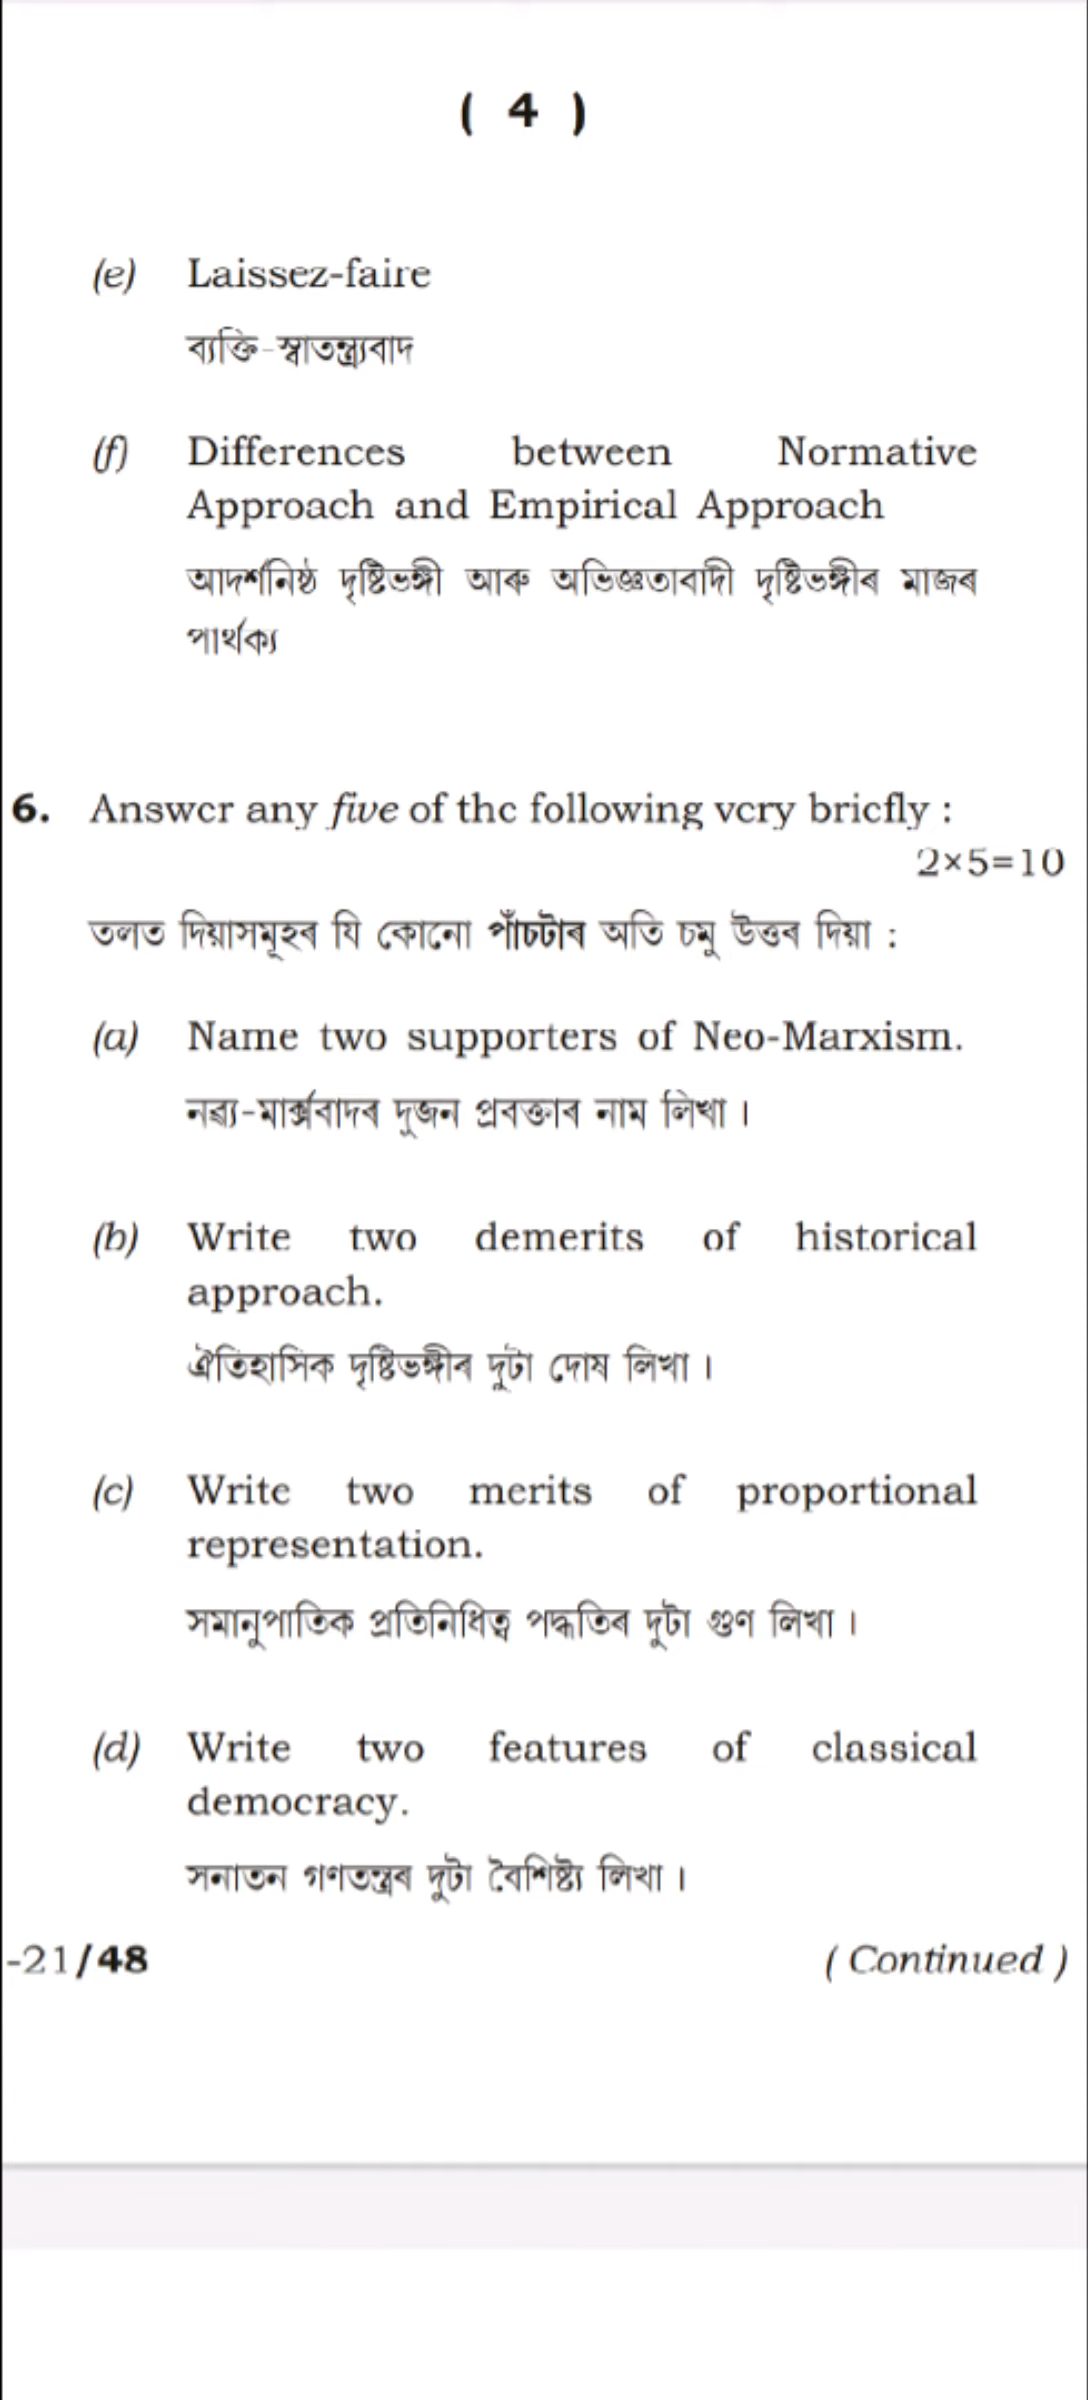 ( 4 )
(e) Laissez-faire
ব্যক্তি-স্বাতন্ত্র্যবাদ
(f) Differences between Normative
Approach and Empirical Approach
আদৰ্শনিষ্ঠ দৃষ্টিভঙ্গী আৰু অভিজ্ঞতাবাদী দৃষ্টিভঙ্গীৰ মাজৰ
পাৰ্থক্য
6. Answer any five of the following very briefly :
2×5=10
তলত দিয়াসমূহৰ যি কোনো পাঁচটাৰ অতি চমু উত্তৰ দিয়া :
(a) Name two supporters of Neo-Marxism.
নব্য-মাৰ্ক্সবাদৰ দুজন প্ৰবক্তাৰ নাম লিখা ।
(b) Write two demerits of historical
approach.
ঐতিহাসিক দৃষ্টিভঙ্গীৰ দুটা দোষ লিখা ।
(c) Write two merits of proportional
representation.
সমানুপাতিক প্ৰতিনিধিত্ব পদ্ধতিৰ দুটা গুণ লিখা ।
(d) Write two features of classical
democracy.
সনাতন গণতন্ত্ৰৰ দুটা বৈশিষ্ট্য লিখা ।
-21/48 ( Continued )